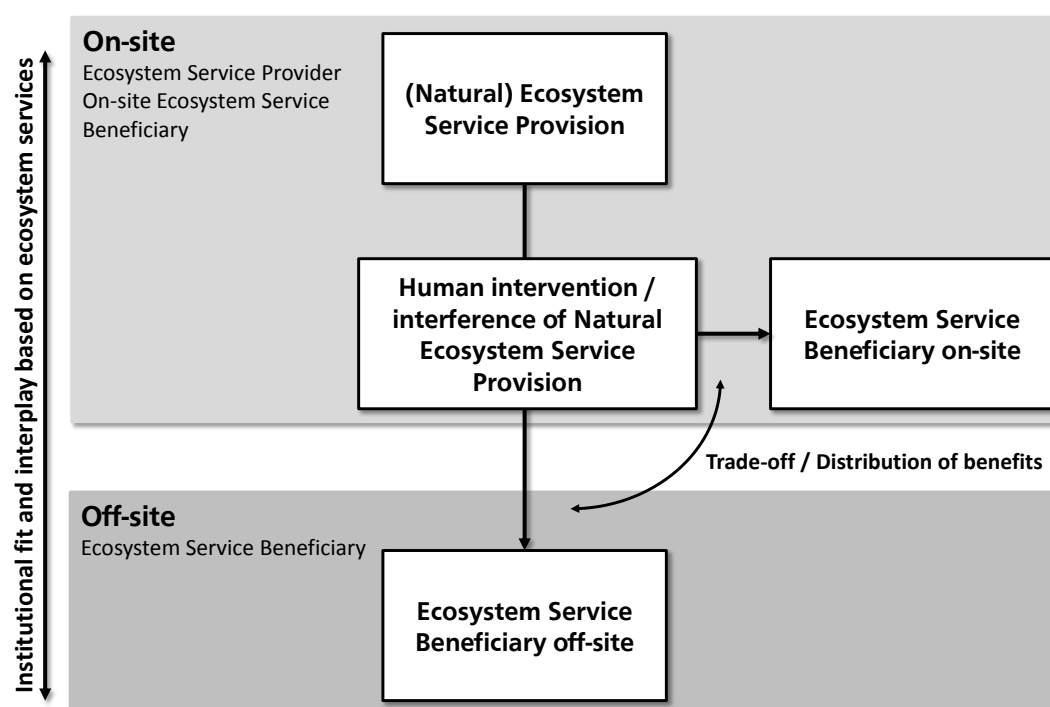 On-site
Ecosystem Service Provider
On-site Ecosystem Service
Beneficiary
(Natural) Ecosystem
Service Provision
Human intervention /
interference of Natural
Ecosystem Service
Provision
Ecosystem Service
Beneficiary on-site
Trade-off / Distribution of benefits
Off-site
Ecosystem Service Beneficiary
Ecosystem Service
Beneficiary off-site
Institutional fit and interplay based on ecosystem services